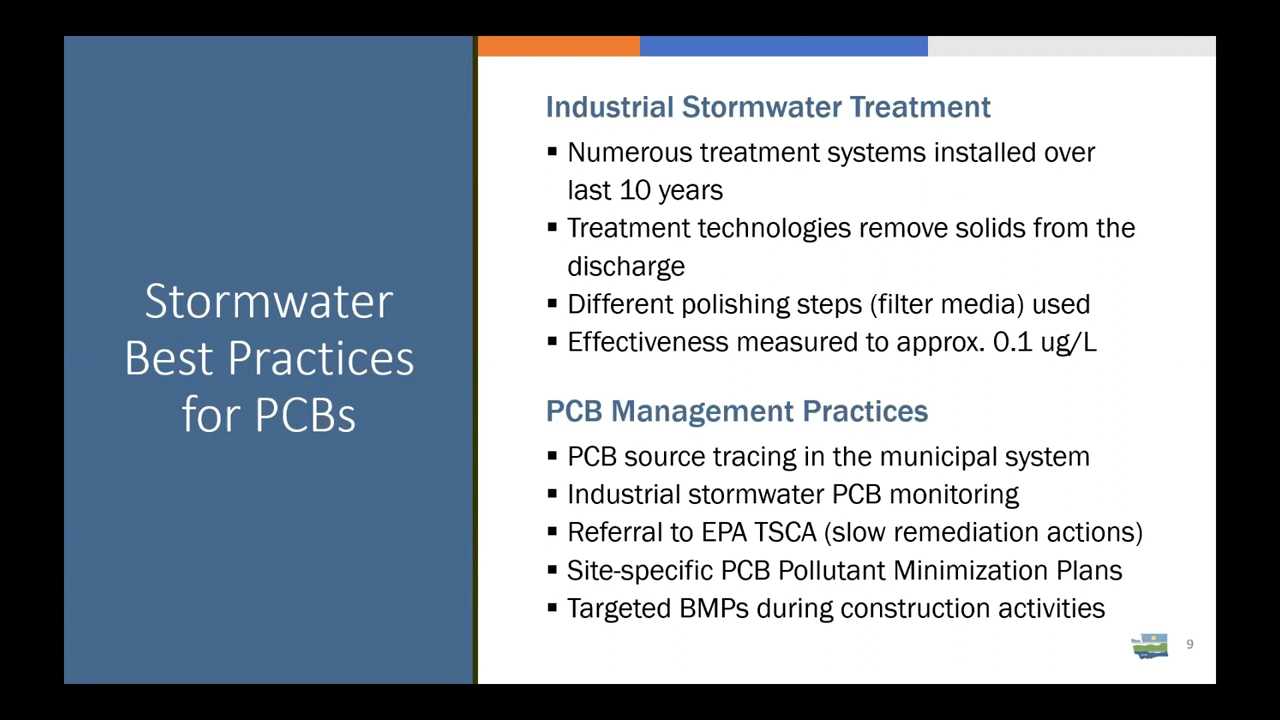 Stormwater
Best Practices
for PCBs
Industrial Stormwater Treatment
▪ Numerous treatment systems installed over
last 10 years
▪ Treatment technologies remove solids from the
discharge
▪ Different polishing steps (filter media) used
▪ Effectiveness measured to approx. 0.1 ug/L
PCB Management Practices
▪ PCB source tracing in the municipal system
▪ Industrial stormwater PCB monitoring
▪ Referral to EPA TSCA (slow remediation actions)
▪ Site-specific PCB Pollutant Minimization Plans
▪ Targeted BMPs during construction activities
9